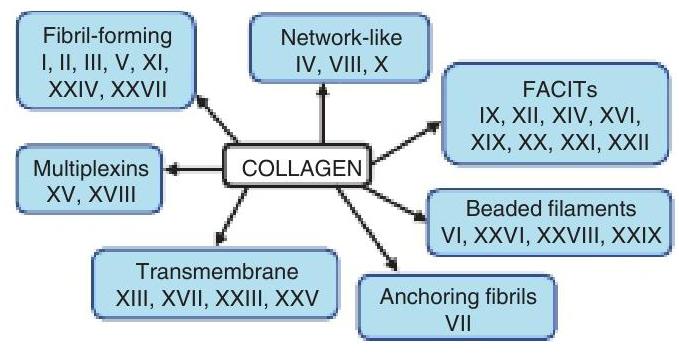 Fibril-forming
I, II, III, V, XI,
XXIV, XXVII
Network-like
IV, VIII, X
FACITs
IX, XII, XIV, XVI,
XIX, XX, XXI, XXII
Multiplexins
XV, XVIII
COLLAGEN
Beaded filaments
VI, XXVI, XXVIII, XXIX
Transmembrane
XIII, XVII, XXIII, XXV
Anchoring fibrils
VII